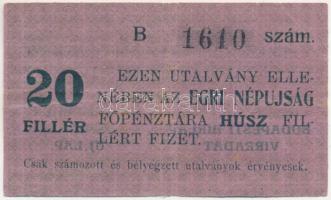 B 1610 szám.
20 FILLÉR
EZEN UTALVÁNY ELLE-
NÉBEN AZ EGRI NÉPUJSÁG
FŐPÉNZTÁRA HÚSZ FIL-
LÉRT FIZET.
Csak számozott és bélyegzett utalványok érvényesek.